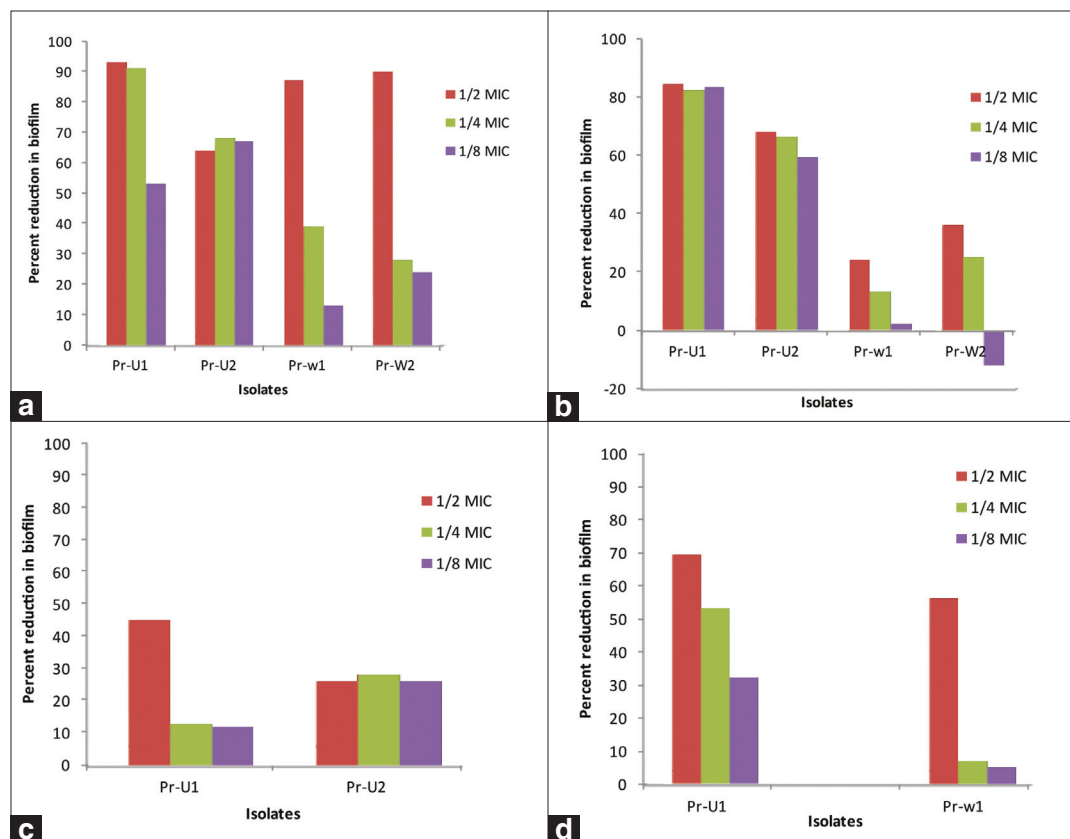 100
90
80
70
60
50
40
30
20
10
0
Percent reduction in biofilm
1/2 MIC
1/4 MIC
1/8 MIC
Pr-U1 Pr-U2 Pr-w1 Pr-W2
Isolates
a
100
80
60
40
20
0
-20
Percent reduction in biofilm
1/2 MIC
1/4 MIC
1/8 MIC
Pr-U1 Pr-U2 Pr-w1 Pr-W2
Isolates
b
100
90
80
70
60
50
40
30
20
10
0
Percent reduction in biofilm
1/2 MIC
1/4 MIC
1/8 MIC
Pr-U1 Pr-U2
Isolates
c
100
90
80
70
60
50
40
30
20
10
0
Percent reduction in biofilm
1/2 MIC
1/4 MIC
1/8 MIC
Pr-U1 Pr-w1
Isolates
d